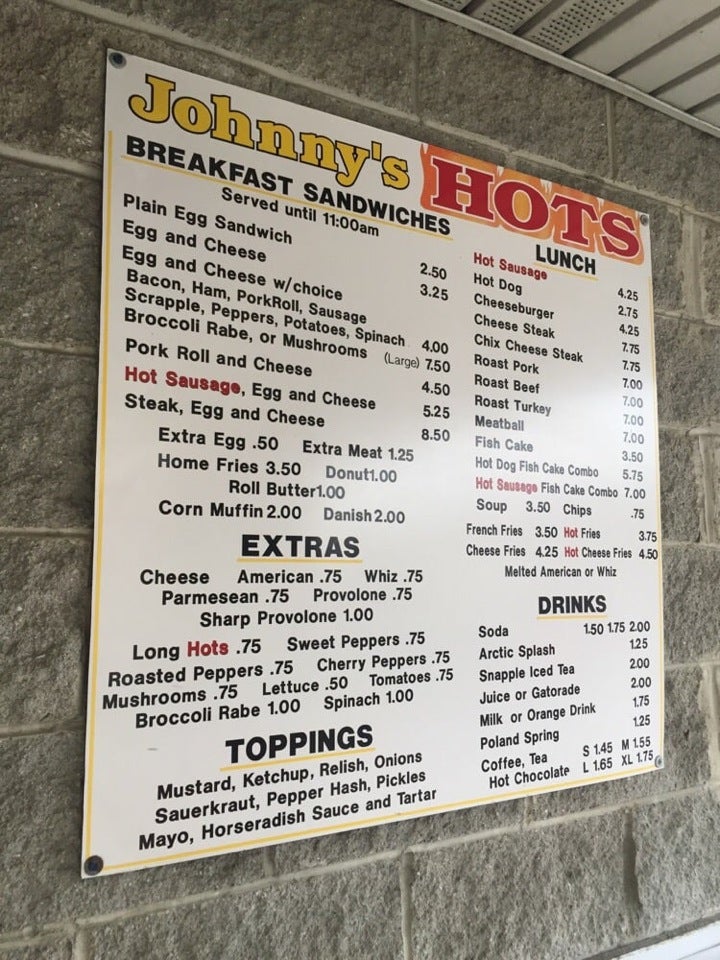 Johnny's HOTS
BREAKFAST SANDWICHES
Served until 11:00am
Plain Egg Sandwich 2.50
Egg and Cheese 3.25
Egg and Cheese w/choice
Bacon, Ham, PorkRoll, Sausage
Scrapple, Peppers, Potatoes, Spinach 4.00
Broccoli Rabe, or Mushrooms (Large) 7.50
Pork Roll and Cheese 4.50
Hot Sausage, Egg and Cheese 5.25
Steak, Egg and Cheese 8.50
Extra Egg .50 Extra Meat 1.25
Home Fries 3.50 Donut1.00
Roll Butter1.00
Corn Muffin 2.00 Danish 2.00
EXTRAS
Cheese American .75 Whiz .75
Parmesean .75 Provolone .75
Sharp Provolone 1.00
Long Hots .75 Sweet Peppers .75
Roasted Peppers .75 Cherry Peppers .75
Mushrooms .75 Lettuce .50 Tomatoes .75
Broccoli Rabe 1.00 Spinach 1.00
TOPPINGS
Mustard, Ketchup, Relish, Onions
Sauerkraut, Pepper Hash, Pickles
Mayo, Horseradish Sauce and Tartar
LUNCH
Hot Sausage 4.25
Hot Dog 2.75
Cheeseburger 4.25
Cheese Steak 7.75
Chix Cheese Steak 7.75
Roast Pork 7.00
Roast Beef 7.00
Roast Turkey 7.00
Meatball 7.00
Fish Cake 3.50
Hot Dog Fish Cake Combo 5.75
Hot Sausage Fish Cake Combo 7.00
Soup 3.50 Chips .75
French Fries 3.50 Hot Fries 3.75
Cheese Fries 4.25 Hot Cheese Fries 4.50
Melted American or Whiz
DRINKS
Soda 1.50 1.75 2.00
Arctic Splash 1.25
Snapple Iced Tea 2.00
Juice or Gatorade 2.00
Milk or Orange Drink 1.75
Poland Spring 1.25
Coffee, Tea S 1.45 M 1.55
Hot Chocolate L 1.65 XL 1.75